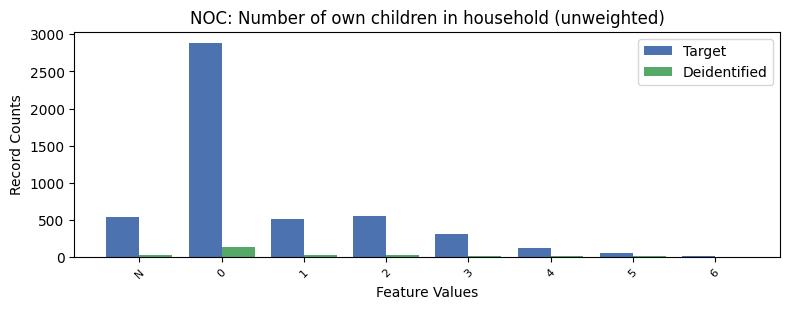 NOC: Number of own children in household (unweighted)
Target
Deidentified
Record Counts
3000
2500
2000
1500
1000
500
0
N 0 1 2 3 4 5 6
Feature Values